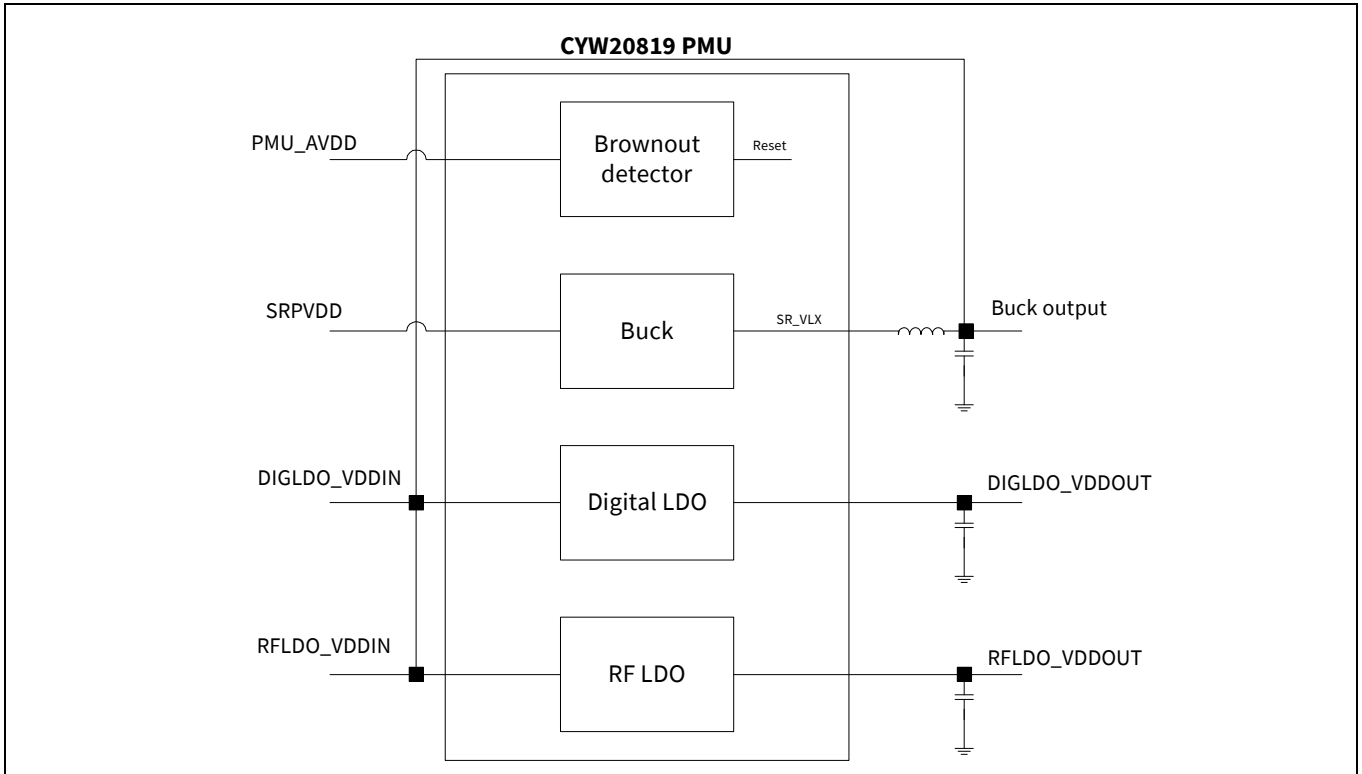 CYW20819 PMU
PMU_AVDD
Brownout
detector
Reset
SRPVDD
Buck
SR_VLX
Buck output
DIGLDO_VDDIN
Digital LDO
DIGLDO_VDDOUT
RFLDO_VDDIN
RF LDO
RFLDO_VDDOUT